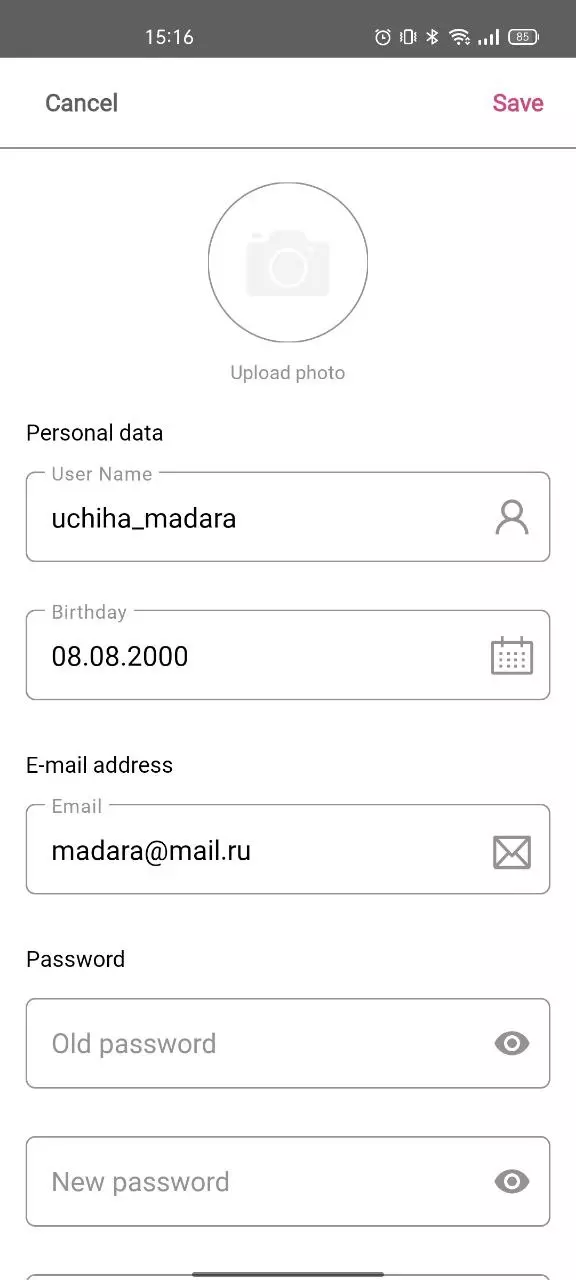 15:16
85
Cancel
Save
Upload photo
Personal data
User Name
uchiha_madara
Birthday
08.08.2000
E-mail address
Email
madara@mail.ru
Password
Old password
New password